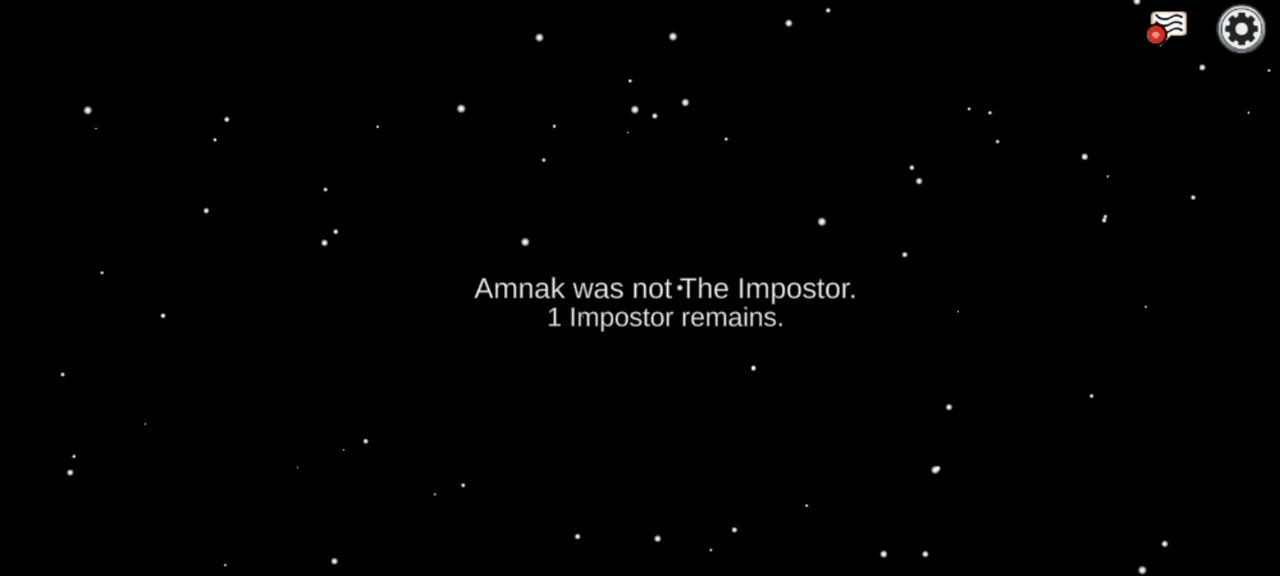 Amnak was not The Impostor.
1 Impostor remains.